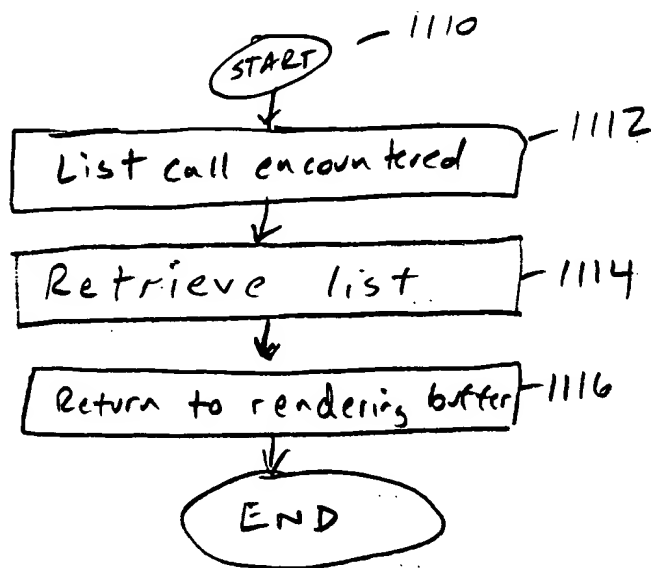 1110
START
1112
List call encountered
Retrieve list
1114
Return to rendering buffer
1116
END